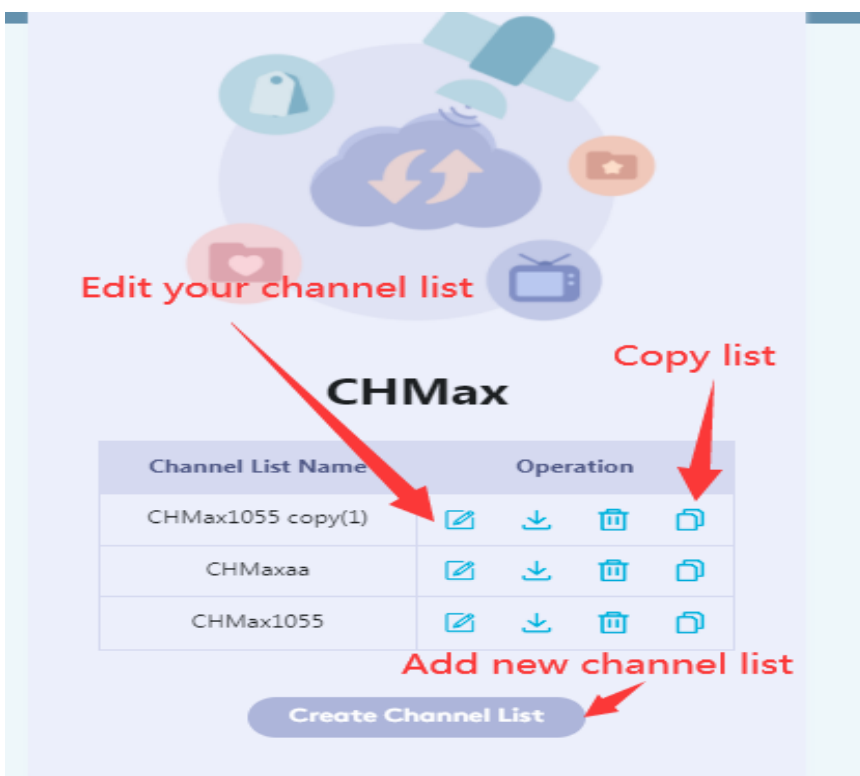 Edit your channel list
Copy list
CHMax
Channel List Name Operation
CHMax1055 copy(1)
CHMaxaa
CHMax1055
Add new channel list
Create Channel List